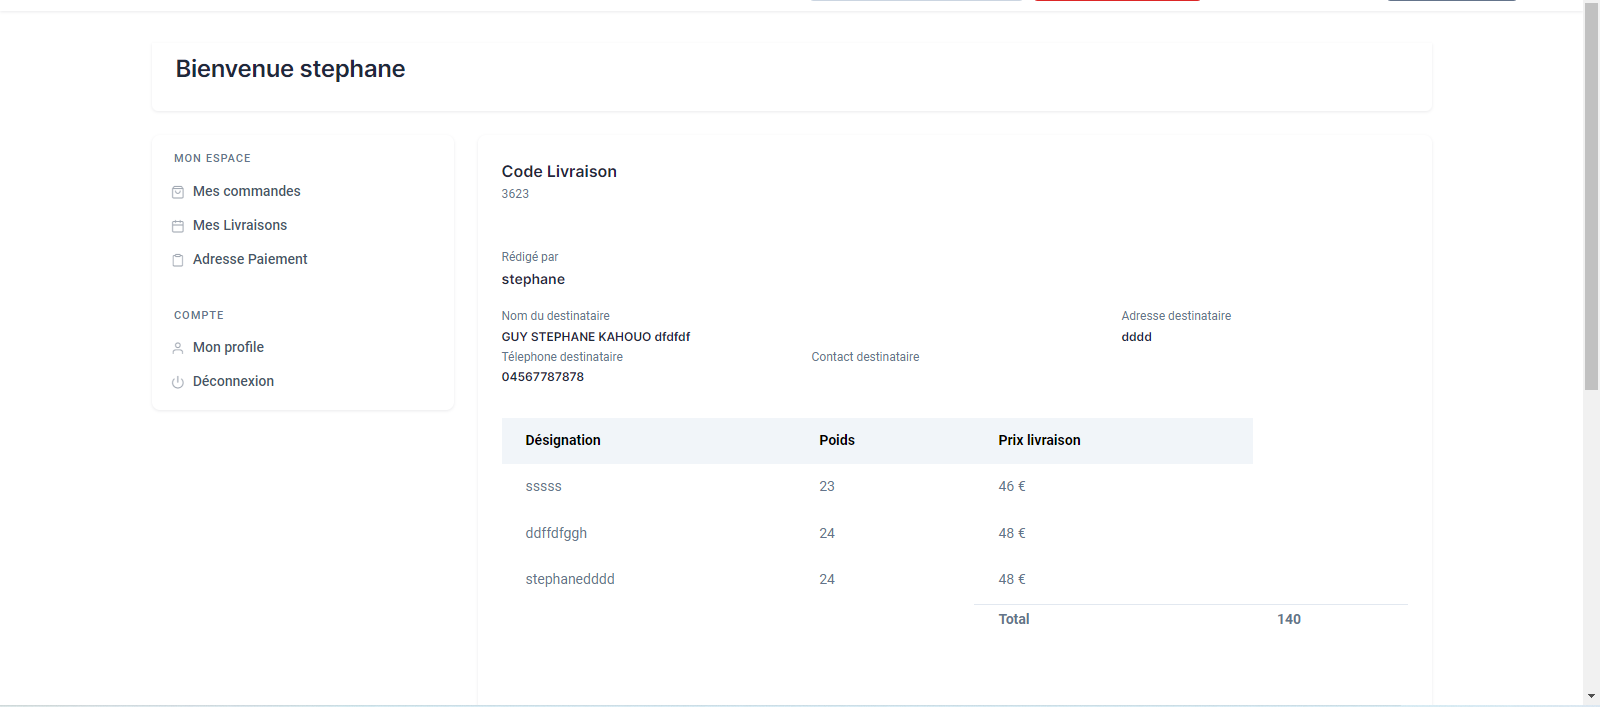 Bienvenue stephane
MON ESPACE
Mes commandes
Mes Livraisons
Adresse Paiement
COMPTE
Mon profile
Déconnexion
Code Livraison
3623
Rédigé par
stephane
Nom du destinataire Adresse destinataire
GUY STEPHANE KAHOUO dfdfdf dddd
Télephone destinataire Contact destinataire
04567787878
Désignation Poids Prix livraison
sssss 23 46 €
ddffdfggh 24 48 €
stephanedddd 24 48 €
Total 140